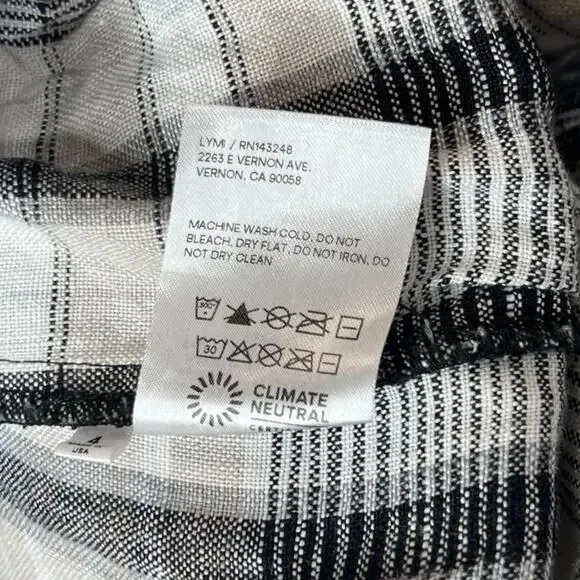 LYMI / RN143248
2263 E VERNON AVE.
VERNON, CA 90058
MACHINE WASH COLD, DO NOT
BLEACH, DRY FLAT, DO NOT IRON, DO
NOT DRY CLEAN
30
CLIMATE
NEUTRAL
4
USA